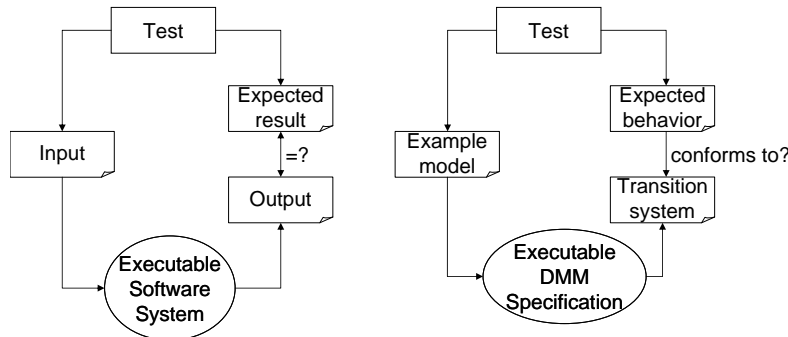 Test
Expected
result
Input
=?
Output
Executable
Software
System
Test
Expected
behavior
Example
model
conforms to?
Transition
system
Executable
DMM
Specification